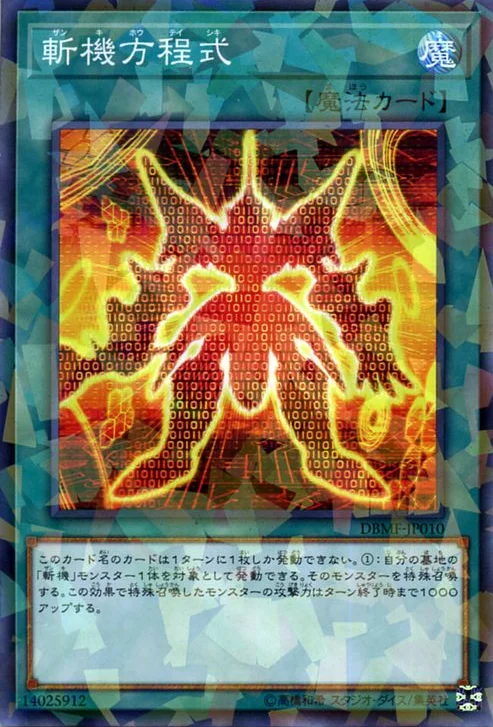 斬機方程式
魔
【魔法カード】
DBMF-JP010
このカード名のカードは1ターンに1枚しか発動できない。①:自分の墓地の
「斬機」モンスター1体を対象として発動できる。そのモンスターを特殊召喚
する。この効果で特殊召喚したモンスターの攻撃力はターン終了時まで1000
アップする。
14025912
©高橋和希 スタジオ・ダイス/集英社